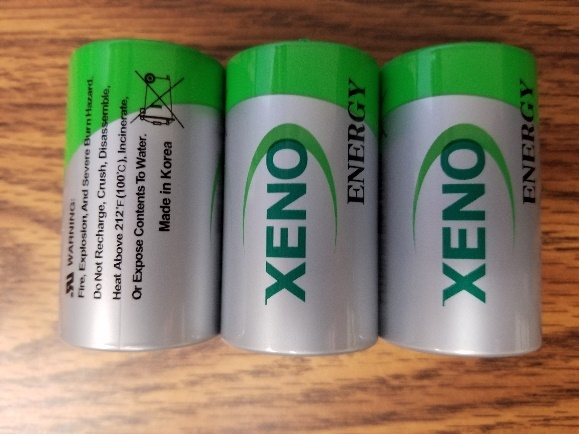 WARNING:
Fire, Explosion, And Severe Burn Hazard.
Do Not Recharge, Crush, Disassemble,
Heat Above 212°F (100°C), Incinerate,
Or Expose Contents To Water.
Made in Korea
XENO
ENERGY
XENO
ENERGY